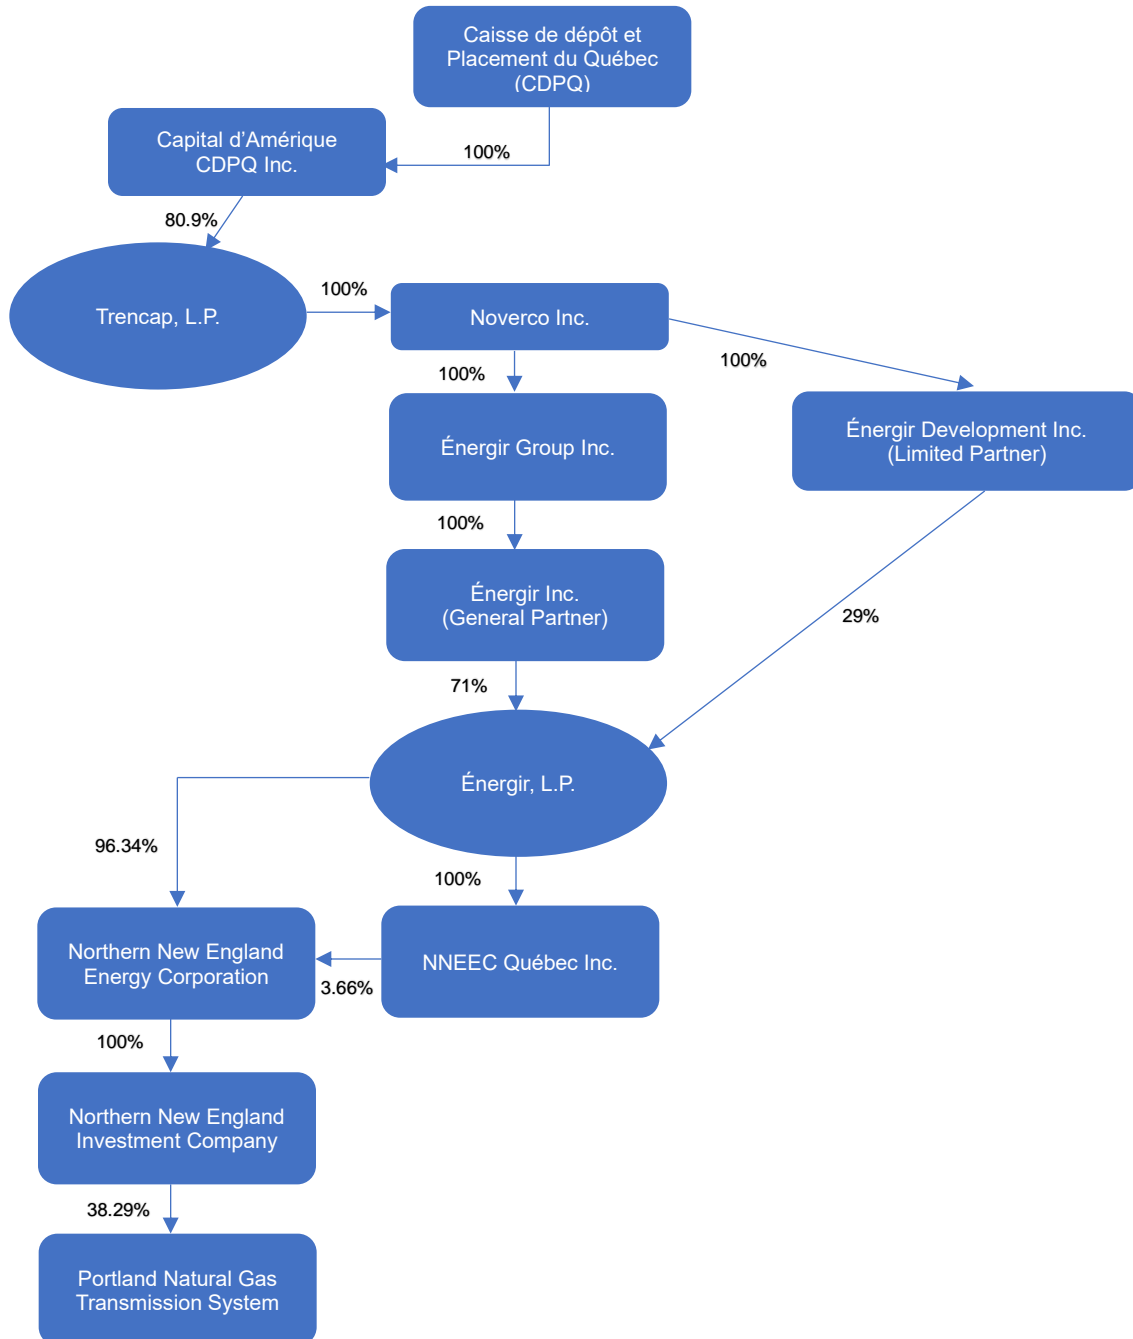 Caisse de dépôt et
Placement du Québec
(CDPQ)
Capital d’Amérique
CDPQ Inc.
100%
80.9%
Trencap, L.P.
100%
Noverco Inc.
100%
100%
Énergir Group Inc.
Énergir Development Inc.
(Limited Partner)
100%
Énergir Inc.
(General Partner)
29%
71%
Énergir, L.P.
96.34%
100%
Northern New England
Energy Corporation
NNEEC Québec Inc.
3.66%
100%
Northern New England
Investment Company
38.29%
Portland Natural Gas
Transmission System